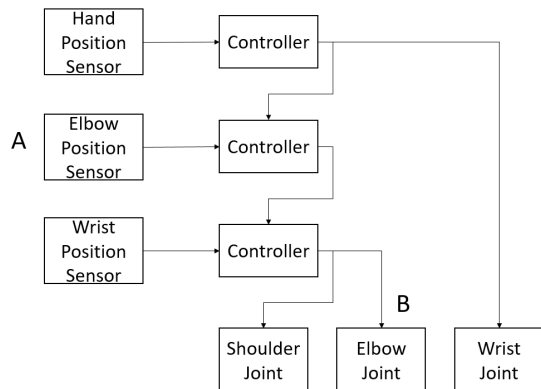 Hand
Position
Sensor
Controller
A
Elbow
Position
Sensor
Controller
Wrist
Position
Sensor
Controller
B
Shoulder
Joint
Elbow
Joint
Wrist
Joint